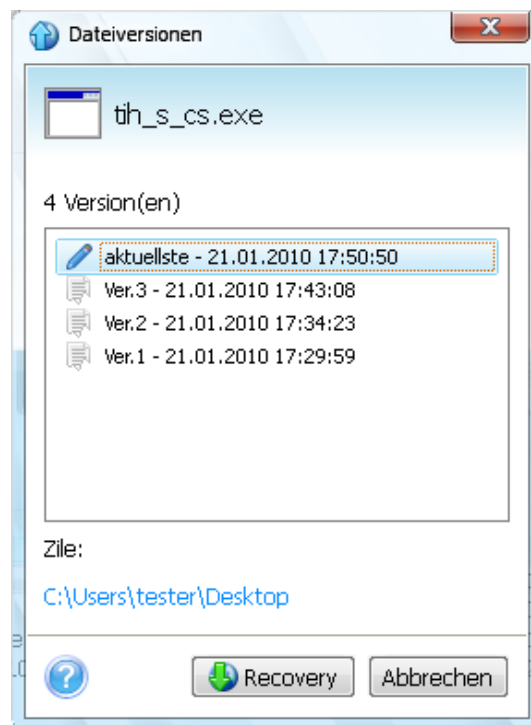 Dateiversionen
tih_s_cs.exe
4 Version(en)
aktuellste - 21.01.2010 17:50:50
Ver.3 - 21.01.2010 17:43:08
Ver.2 - 21.01.2010 17:34:23
Ver.1 - 21.01.2010 17:29:59
Zile:
C:\Users\tester\Desktop
Recovery
Abbrechen